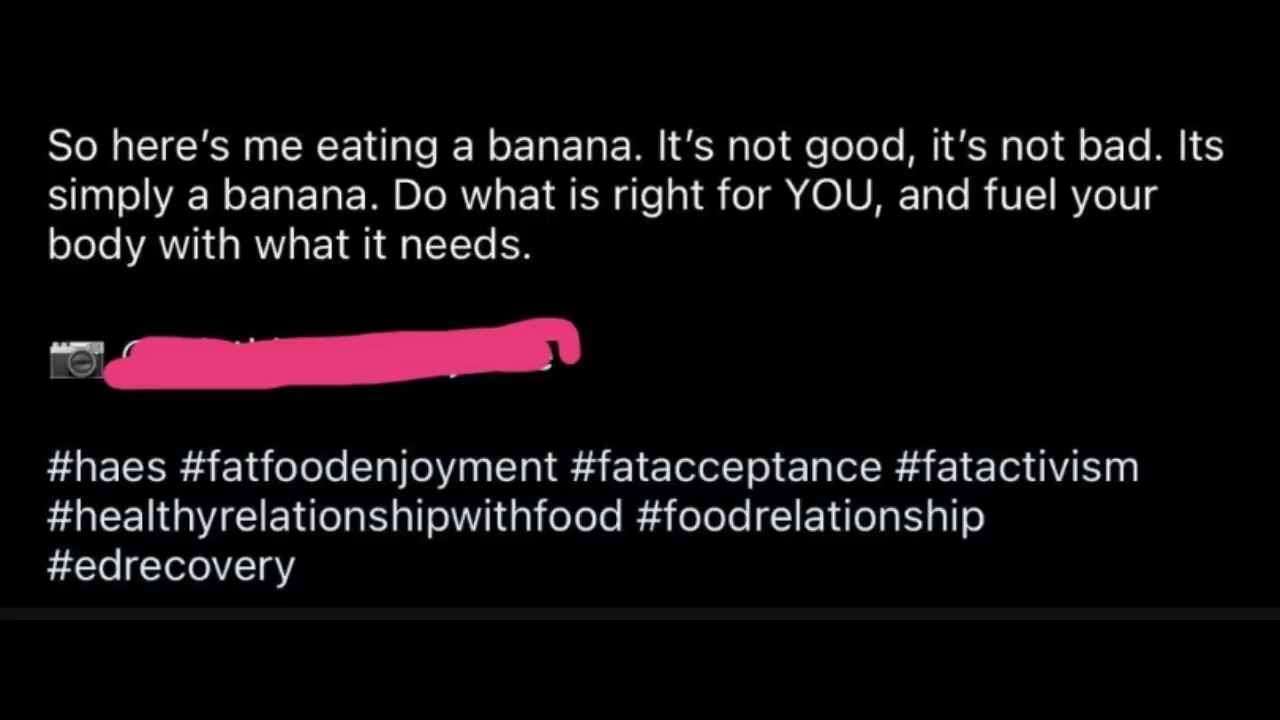 So here’s me eating a banana. It’s not good, it’s not bad. Its
simply a banana. Do what is right for YOU, and fuel your
body with what it needs.
#haes #fatfoodenjoyment #fatacceptance #fatactivism
#healthyrelationshipwithfood #foodrelationship
#edrecovery